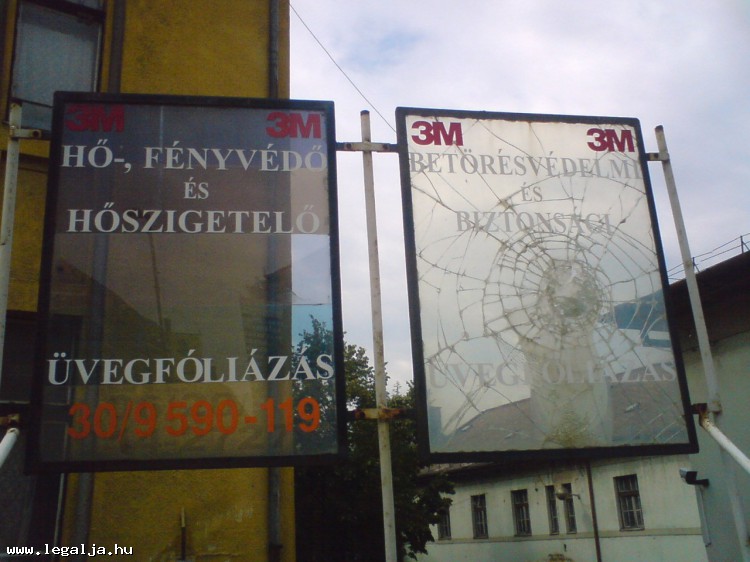 3M 3M
HŐ-, FÉNYVÉDŐ
ÉS
HŐSZIGETELŐ
ÜVEGFÓLIÁZÁS
30/9 590-119
3M 3M
BETÖRÉSVÉDELMI
ÉS
BIZTONSÁGI
ÜVEGFÓLIÁZÁS
www.legalja.hu